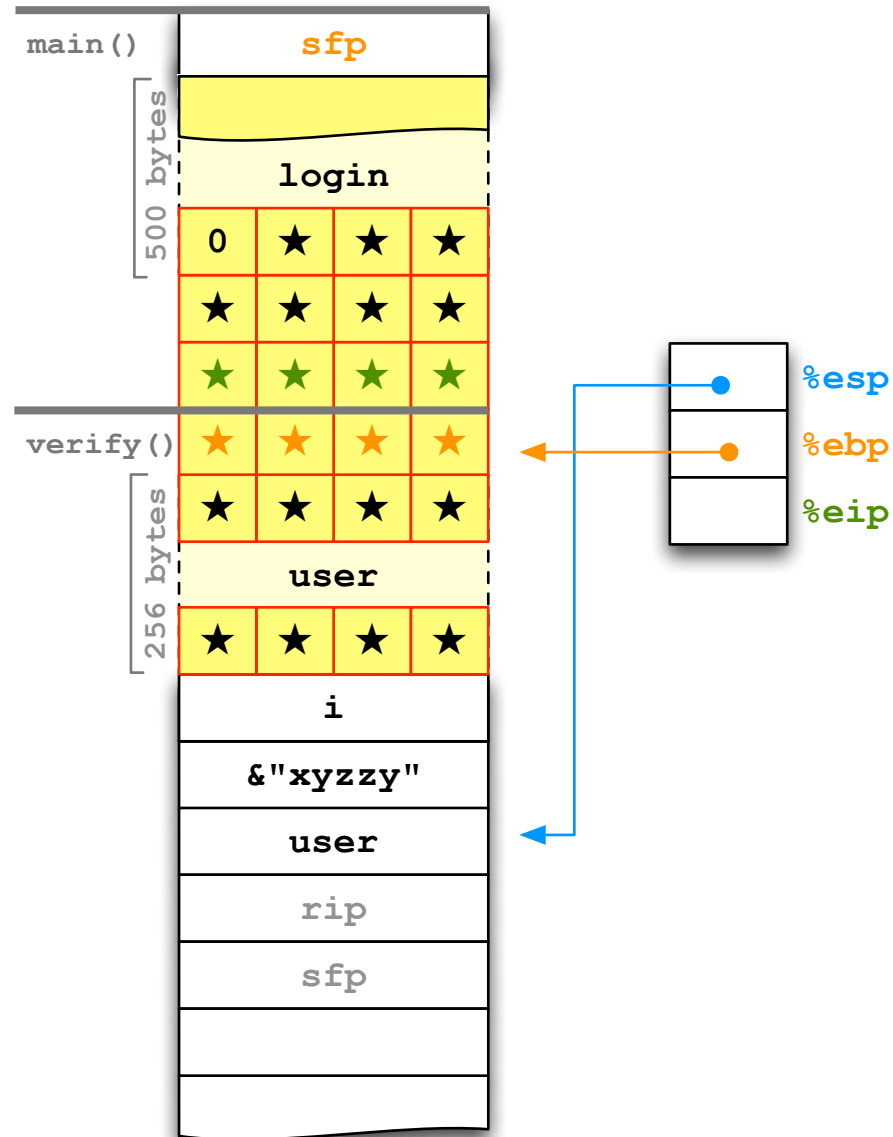 main()
sfp
500 bytes
login
0 ★ ★ ★
★ ★ ★ ★
★ ★ ★ ★
%esp
verify()
★ ★ ★ ★
%ebp
★ ★ ★ ★
%eip
256 bytes
user
★ ★ ★ ★
i
&"xyzzy"
user
rip
sfp